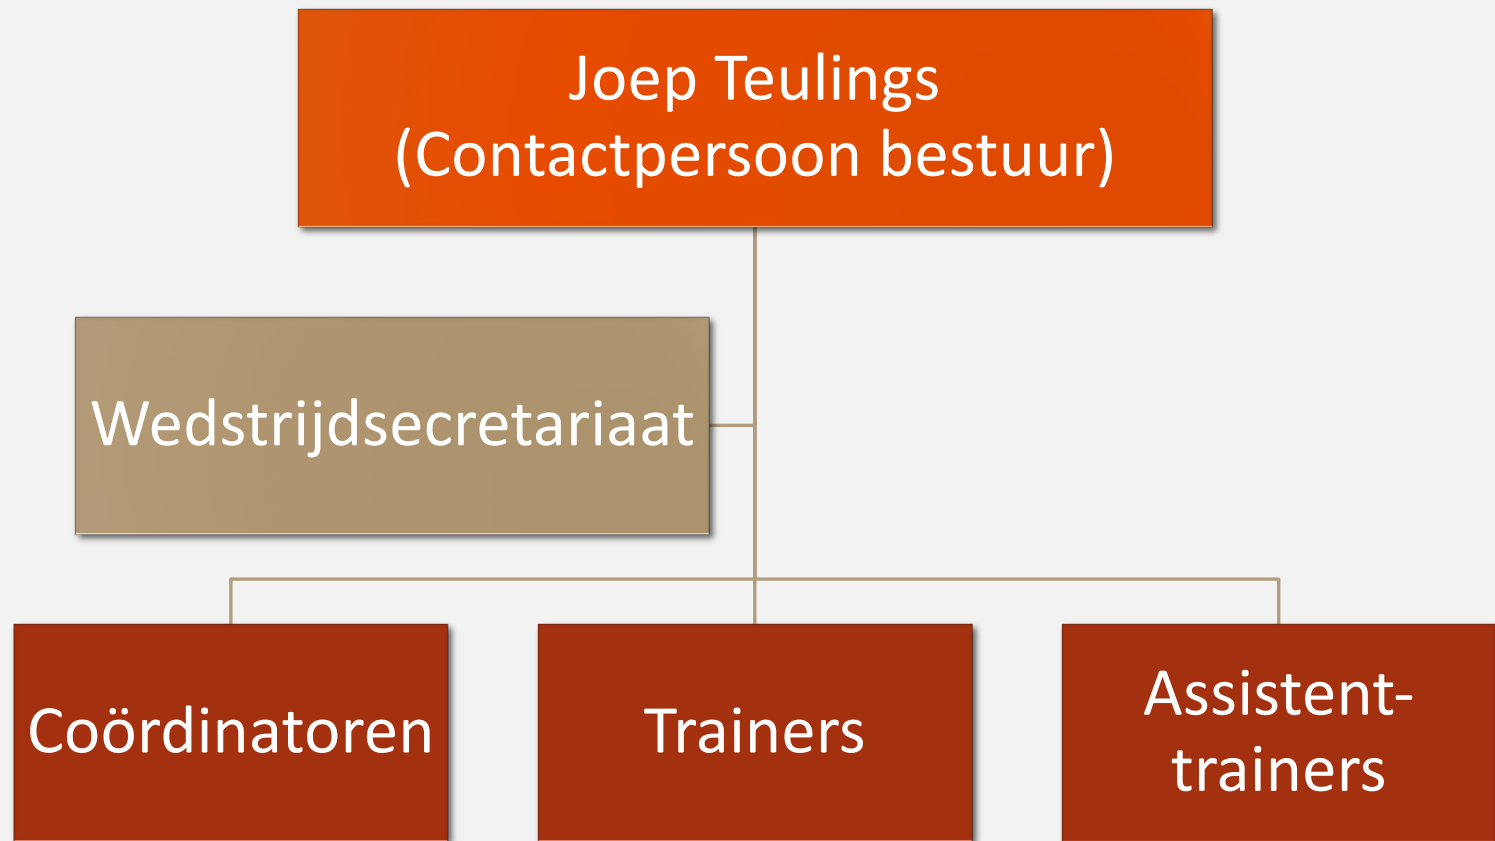 Joep Teulings
(Contactpersoon bestuur)
Wedstrijdsecretariaat
Coördinatoren
Trainers
Assistent-
trainers